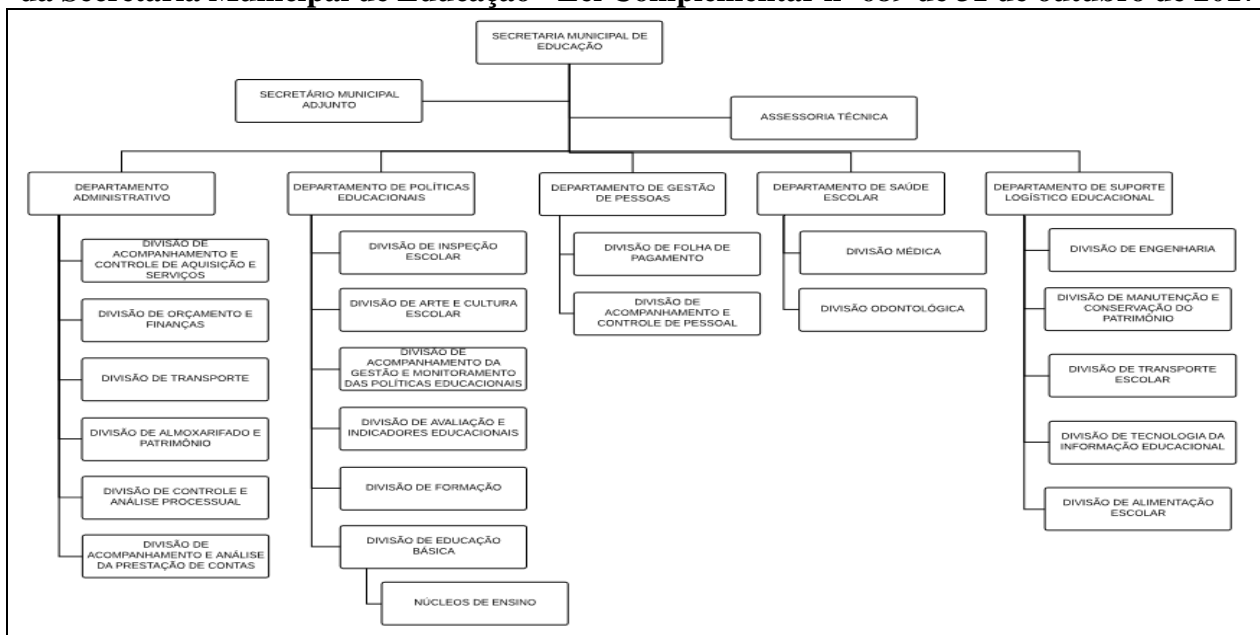 da Secretaria Municipal de Educação - Lei Complementar nº 689 de 31 de outubro de 2017
SECRETARIA MUNICIPAL DE
EDUCAÇÃO
SECRETÁRIO MUNICIPAL
ADJUNTO
ASSESSORIA TÉCNICA
DEPARTAMENTO
ADMINISTRATIVO
DIVISÃO DE
ACOMPANHAMENTO E
CONTROLE DE AQUISIÇÃO E
SERVIÇOS
DIVISÃO DE ORÇAMENTO E
FINANÇAS
DIVISÃO DE TRANSPORTE
DIVISÃO DE ALMOXARIFADO E
PATRIMÔNIO
DIVISÃO DE CONTROLE E
ANÁLISE PROCESSUAL
DIVISÃO DE
ACOMPANHAMENTO E ANÁLISE
DA PRESTAÇÃO DE CONTAS
DEPARTAMENTO DE POLÍTICAS
EDUCACIONAIS
DIVISÃO DE INSPEÇÃO
ESCOLAR
DIVISÃO DE ARTE E CULTURA
ESCOLAR
DIVISÃO DE
ACOMPANHAMENTO DA
GESTÃO E MONITORAMENTO
DAS POLÍTICAS EDUCACIONAIS
DIVISÃO DE AVALIAÇÃO E
INDICADORES EDUCACIONAIS
DIVISÃO DE FORMAÇÃO
DIVISÃO DE EDUCAÇÃO
BÁSICA
NÚCLEOS DE ENSINO
DEPARTAMENTO DE GESTÃO
DE PESSOAS
DIVISÃO DE FOLHA DE
PAGAMENTO
DIVISÃO DE
ACOMPANHAMENTO E
CONTROLE DE PESSOAL
DEPARTAMENTO DE SAÚDE
ESCOLAR
DIVISÃO MÉDICA
DIVISÃO ODONTOLÓGICA
DEPARTAMENTO DE SUPORTE
LOGÍSTICO EDUCACIONAL
DIVISÃO DE ENGENHARIA
DIVISÃO DE MANUTENÇÃO E
CONSERVAÇÃO DO
PATRIMÔNIO
DIVISÃO DE TRANSPORTE
ESCOLAR
DIVISÃO DE TECNOLOGIA DA
INFORMAÇÃO EDUCACIONAL
DIVISÃO DE ALIMENTAÇÃO
ESCOLAR